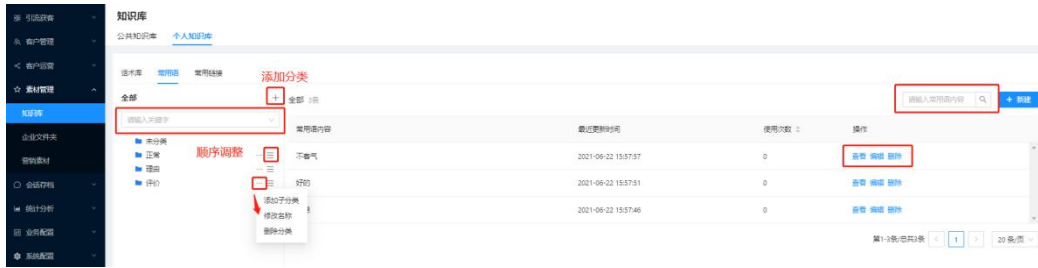 引流获客
客户管理
客户运营
素材管理
知识库
企业文件夹
营销素材
会话存档
统计分析
业务配置
系统配置
知识库
公共知识库 个人知识库
话术库 常用语 常用链接
添加分类
全部 +
全部 3条
请输入常用语内容
+ 新建
请输入关键字
未分类
正常
理由
评价
顺序调整
添加子分类
修改名称
删除分类
常用语内容 最近更新时间 使用次数 操作
不春气 2021-06-22 15:57:57 0 查看 编辑 删除
好的 2021-06-22 15:57:51 0 查看 编辑 删除
2021-06-22 15:57:46 0 查看 编辑 删除
第1-3条/总共3条 < 1 > 20 条/页